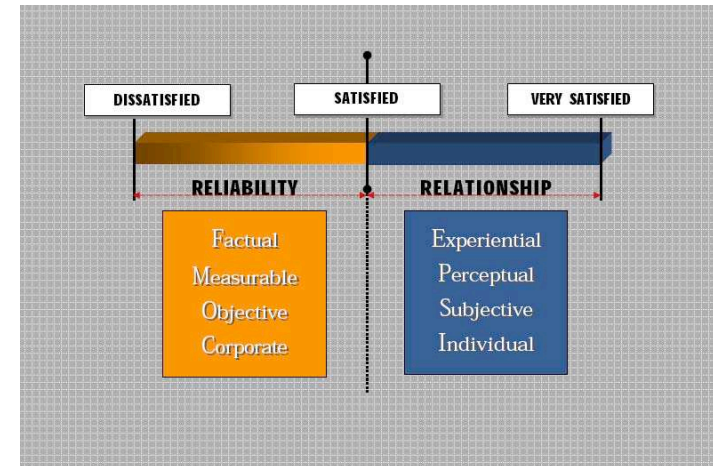 DISSATISFIED
SATISFIED
VERY SATISFIED
RELIABILITY
RELATIONSHIP
Factual
Measurable
Objective
Corporate
Experiential
Perceptual
Subjective
Individual